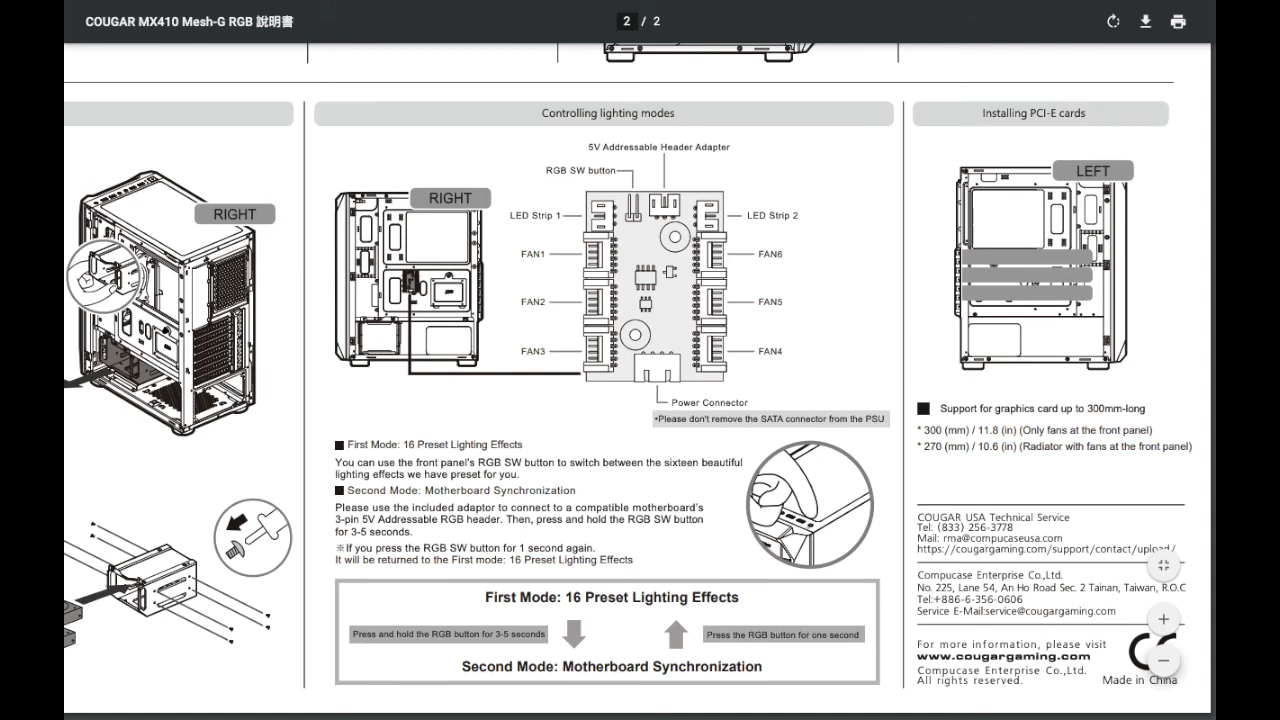 COUGAR MX410 Mesh-G RGB 說明書
2 / 2
Controlling lighting modes
Installing PCI-E cards
RIGHT
RIGHT
LEFT
5V Addressable Header Adapter
RGB SW button
LED Strip 1
LED Strip 2
FAN1
FAN6
FAN2
FAN5
FAN3
FAN4
Power Connector
*Please don't remove the SATA connector from the PSU
■ First Mode: 16 Preset Lighting Effects
You can use the front panel's RGB SW button to switch between the sixteen beautiful
lighting effects we have preset for you.
■ Second Mode: Motherboard Synchronization
Please use the included adaptor to connect to a compatible motherboard's
3-pin 5V Addressable RGB header. Then, press and hold the RGB SW button
for 3-5 seconds.
※If you press the RGB SW button for 1 second again.
It will be returned to the First mode: 16 Preset Lighting Effects
First Mode: 16 Preset Lighting Effects
Press and hold the RGB button for 3-5 seconds
Press the RGB button for one second
Second Mode: Motherboard Synchronization
■ Support for graphics card up to 300mm-long
* 300 (mm) / 11.8 (in) (Only fans at the front panel)
* 270 (mm) / 10.6 (in) (Radiator with fans at the front panel)
COUGAR USA Technical Service
Tel: (833) 256-3778
Mail: rma@compucaseusa.com
https://cougargaming.com/support/contact/upload/
Compucase Enterprise Co.,Ltd.
No. 225, Lane 54, An Ho Road Sec. 2 Tainan, Taiwan, R.O.C
Tel:+886-6-356-0606
Service E-Mail:service@cougargaming.com
For more information, please visit
www.cougargaming.com
Compucase Enterprise Co.,Ltd.
All rights reserved.
CE
Made in China